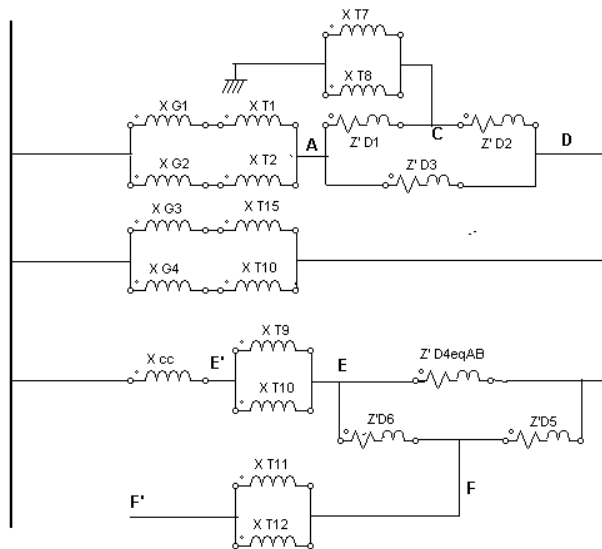 X T7
X T8
X G1
X T1
A
Z' D1
C
Z' D2
D
X G2
X T2
Z' D3
X G3
X T15
X G4
X T10
X cc
E'
X T9
X T10
E
Z' D4eqAB
Z'D6
Z'D5
F'
X T11
X T12
F